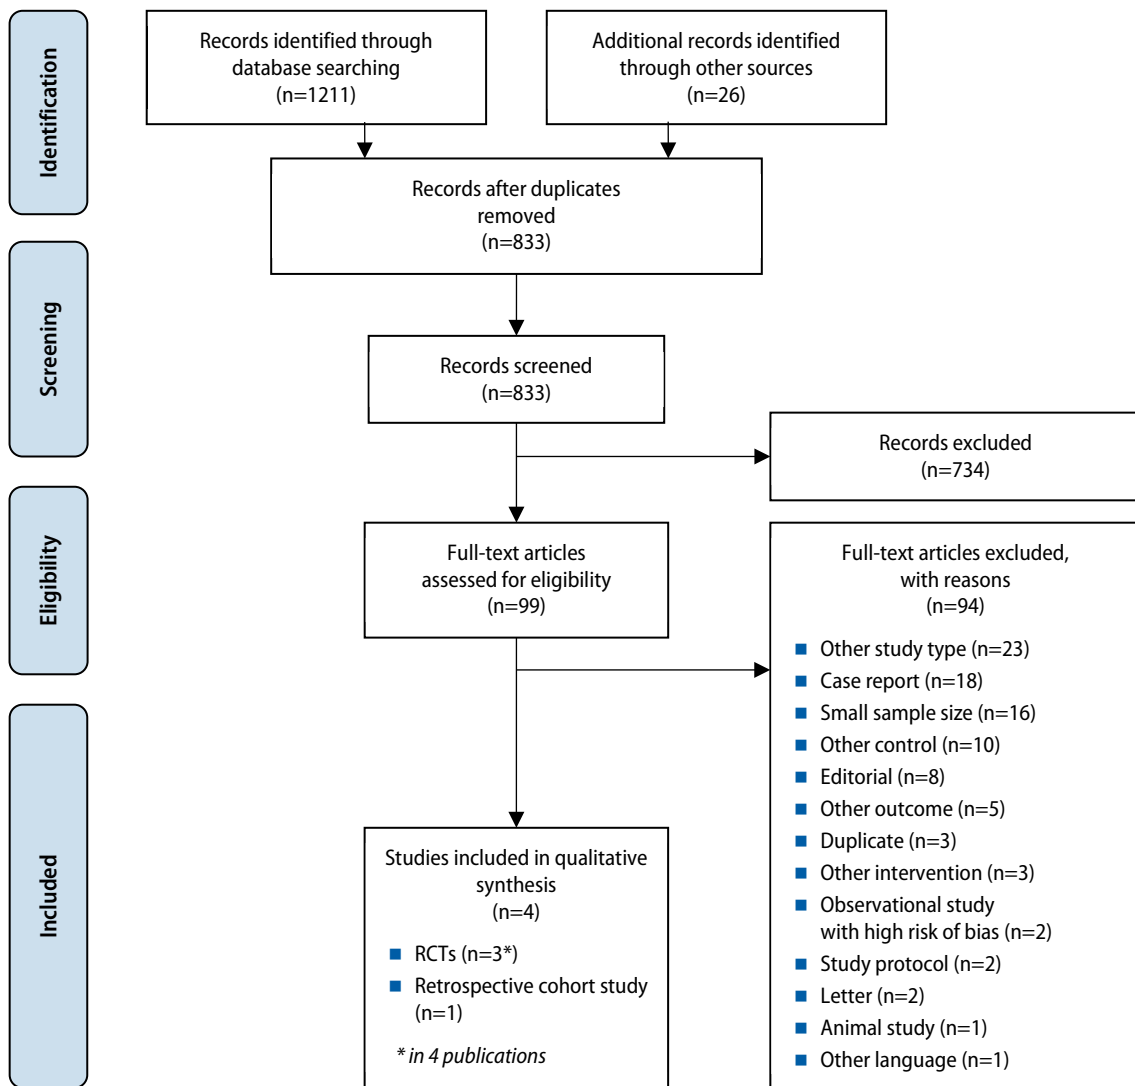 Identification
Records identified through
database searching
(n=1211)
Additional records identified
through other sources
(n=26)
Records after duplicates
removed
(n=833)
Screening
Records screened
(n=833)
Records excluded
(n=734)
Eligibility
Full-text articles
assessed for eligibility
(n=99)
Full-text articles excluded,
with reasons
(n=94)
Other study type (n=23)
Case report (n=18)
Small sample size (n=16)
Other control (n=10)
Editorial (n=8)
Other outcome (n=5)
Duplicate (n=3)
Other intervention (n=3)
Observational study
with high risk of bias (n=2)
Study protocol (n=2)
Letter (n=2)
Animal study (n=1)
Other language (n=1)
Included
Studies included in qualitative
synthesis
(n=4)
RCTs (n=3*)
Retrospective cohort study
(n=1)
* in 4 publications